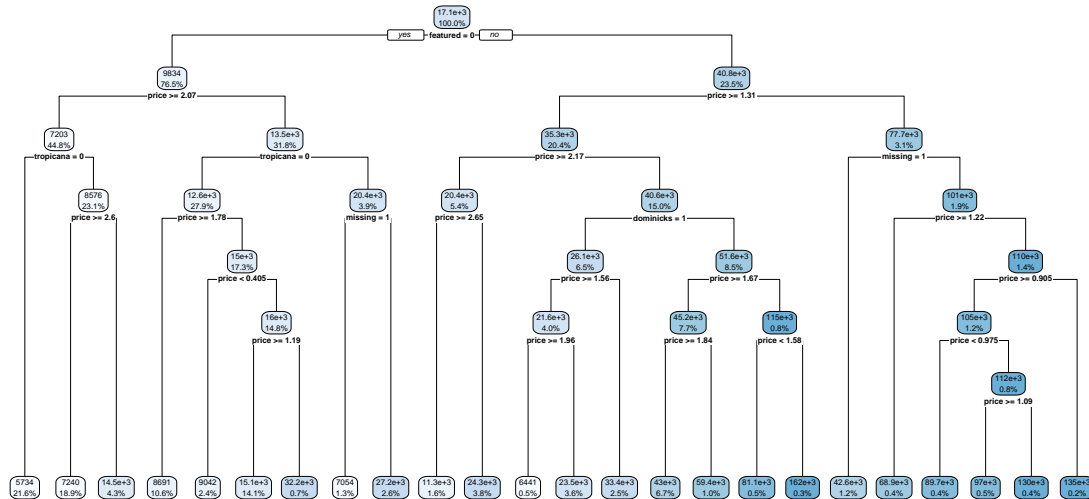 17.1e+3
100.0%
yes featured = 0 no
9834
76.5%
price >= 2.07
40.8e+3
23.5%
price >= 1.31
7203
44.8%
tropicana = 0
13.5e+3
31.8%
tropicana = 0
35.3e+3
20.4%
price >= 2.17
77.7e+3
3.1%
missing = 1
8576
23.1%
price >= 2.6
12.6e+3
27.9%
price >= 1.78
20.4e+3
3.9%
missing = 1
20.4e+3
5.4%
price >= 2.65
40.6e+3
15.0%
dominicks = 1
101e+3
1.9%
price >= 1.22
15e+3
17.3%
price < 0.405
26.1e+3
6.5%
price >= 1.56
51.6e+3
8.5%
price >= 1.67
110e+3
1.4%
price >= 0.905
16e+3
14.8%
price >= 1.19
21.6e+3
4.0%
price >= 1.96
45.2e+3
7.7%
price >= 1.84
115e+3
0.8%
price < 1.58
105e+3
1.2%
price < 0.975
112e+3
0.8%
price >= 1.09
5734
21.6%
7240
18.9%
14.5e+3
4.3%
8691
10.6%
9042
2.4%
15.1e+3
14.1%
32.2e+3
0.7%
7054
1.3%
27.2e+3
2.6%
11.3e+3
1.6%
24.3e+3
3.8%
6441
0.5%
23.5e+3
3.6%
33.4e+3
2.5%
43e+3
6.7%
59.4e+3
1.0%
81.1e+3
0.5%
162e+3
0.3%
42.6e+3
1.2%
68.9e+3
0.4%
89.7e+3
0.4%
97e+3
0.5%
130e+3
0.4%